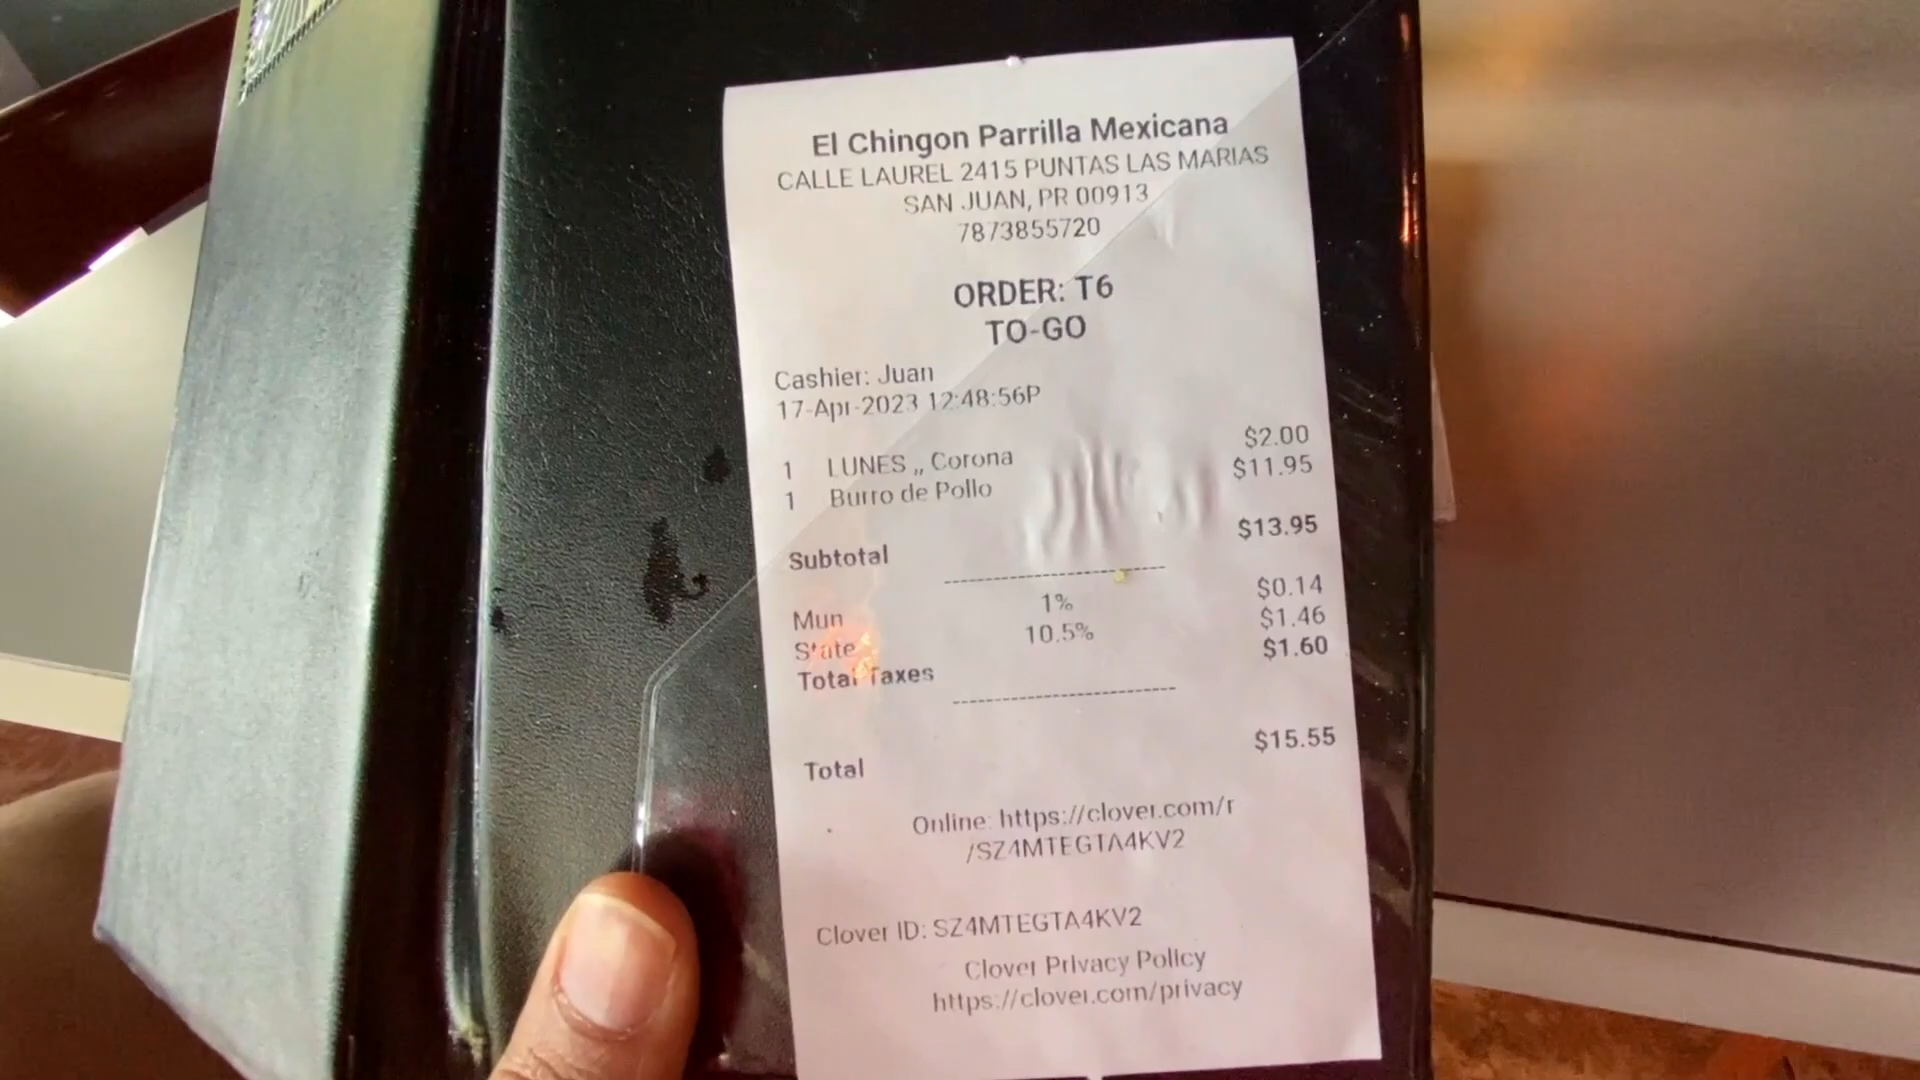 El Chingon Parrilla Mexicana
CALLE LAUREL 2415 PUNTAS LAS MARIAS
SAN JUAN, PR 00913
7873855720
ORDER: T6
TO-GO
Cashier: Juan
17-Apr-2023 12:48:56P
1 LUNES ,, Corona $2.00
1 Burro de Pollo $11.95
Subtotal $13.95
Mun 1% $0.14
State 10.5% $1.46
Total Taxes $1.60
Total $15.55
Online: https://clover.com/r
/SZ4MTEGTA4KV2
Clover ID: SZ4MTEGTA4KV2
Clover Privacy Policy
https://clover.com/privacy